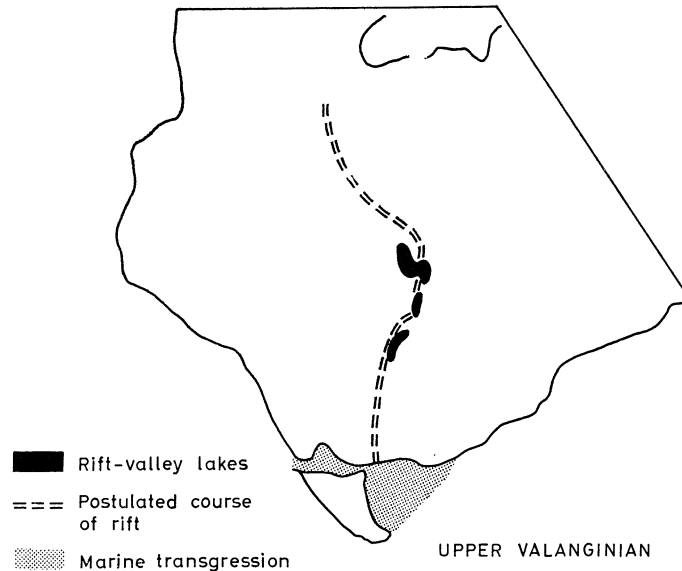 Rift-valley lakes
Postulated course
of rift
Marine transgression
UPPER VALANGINIAN